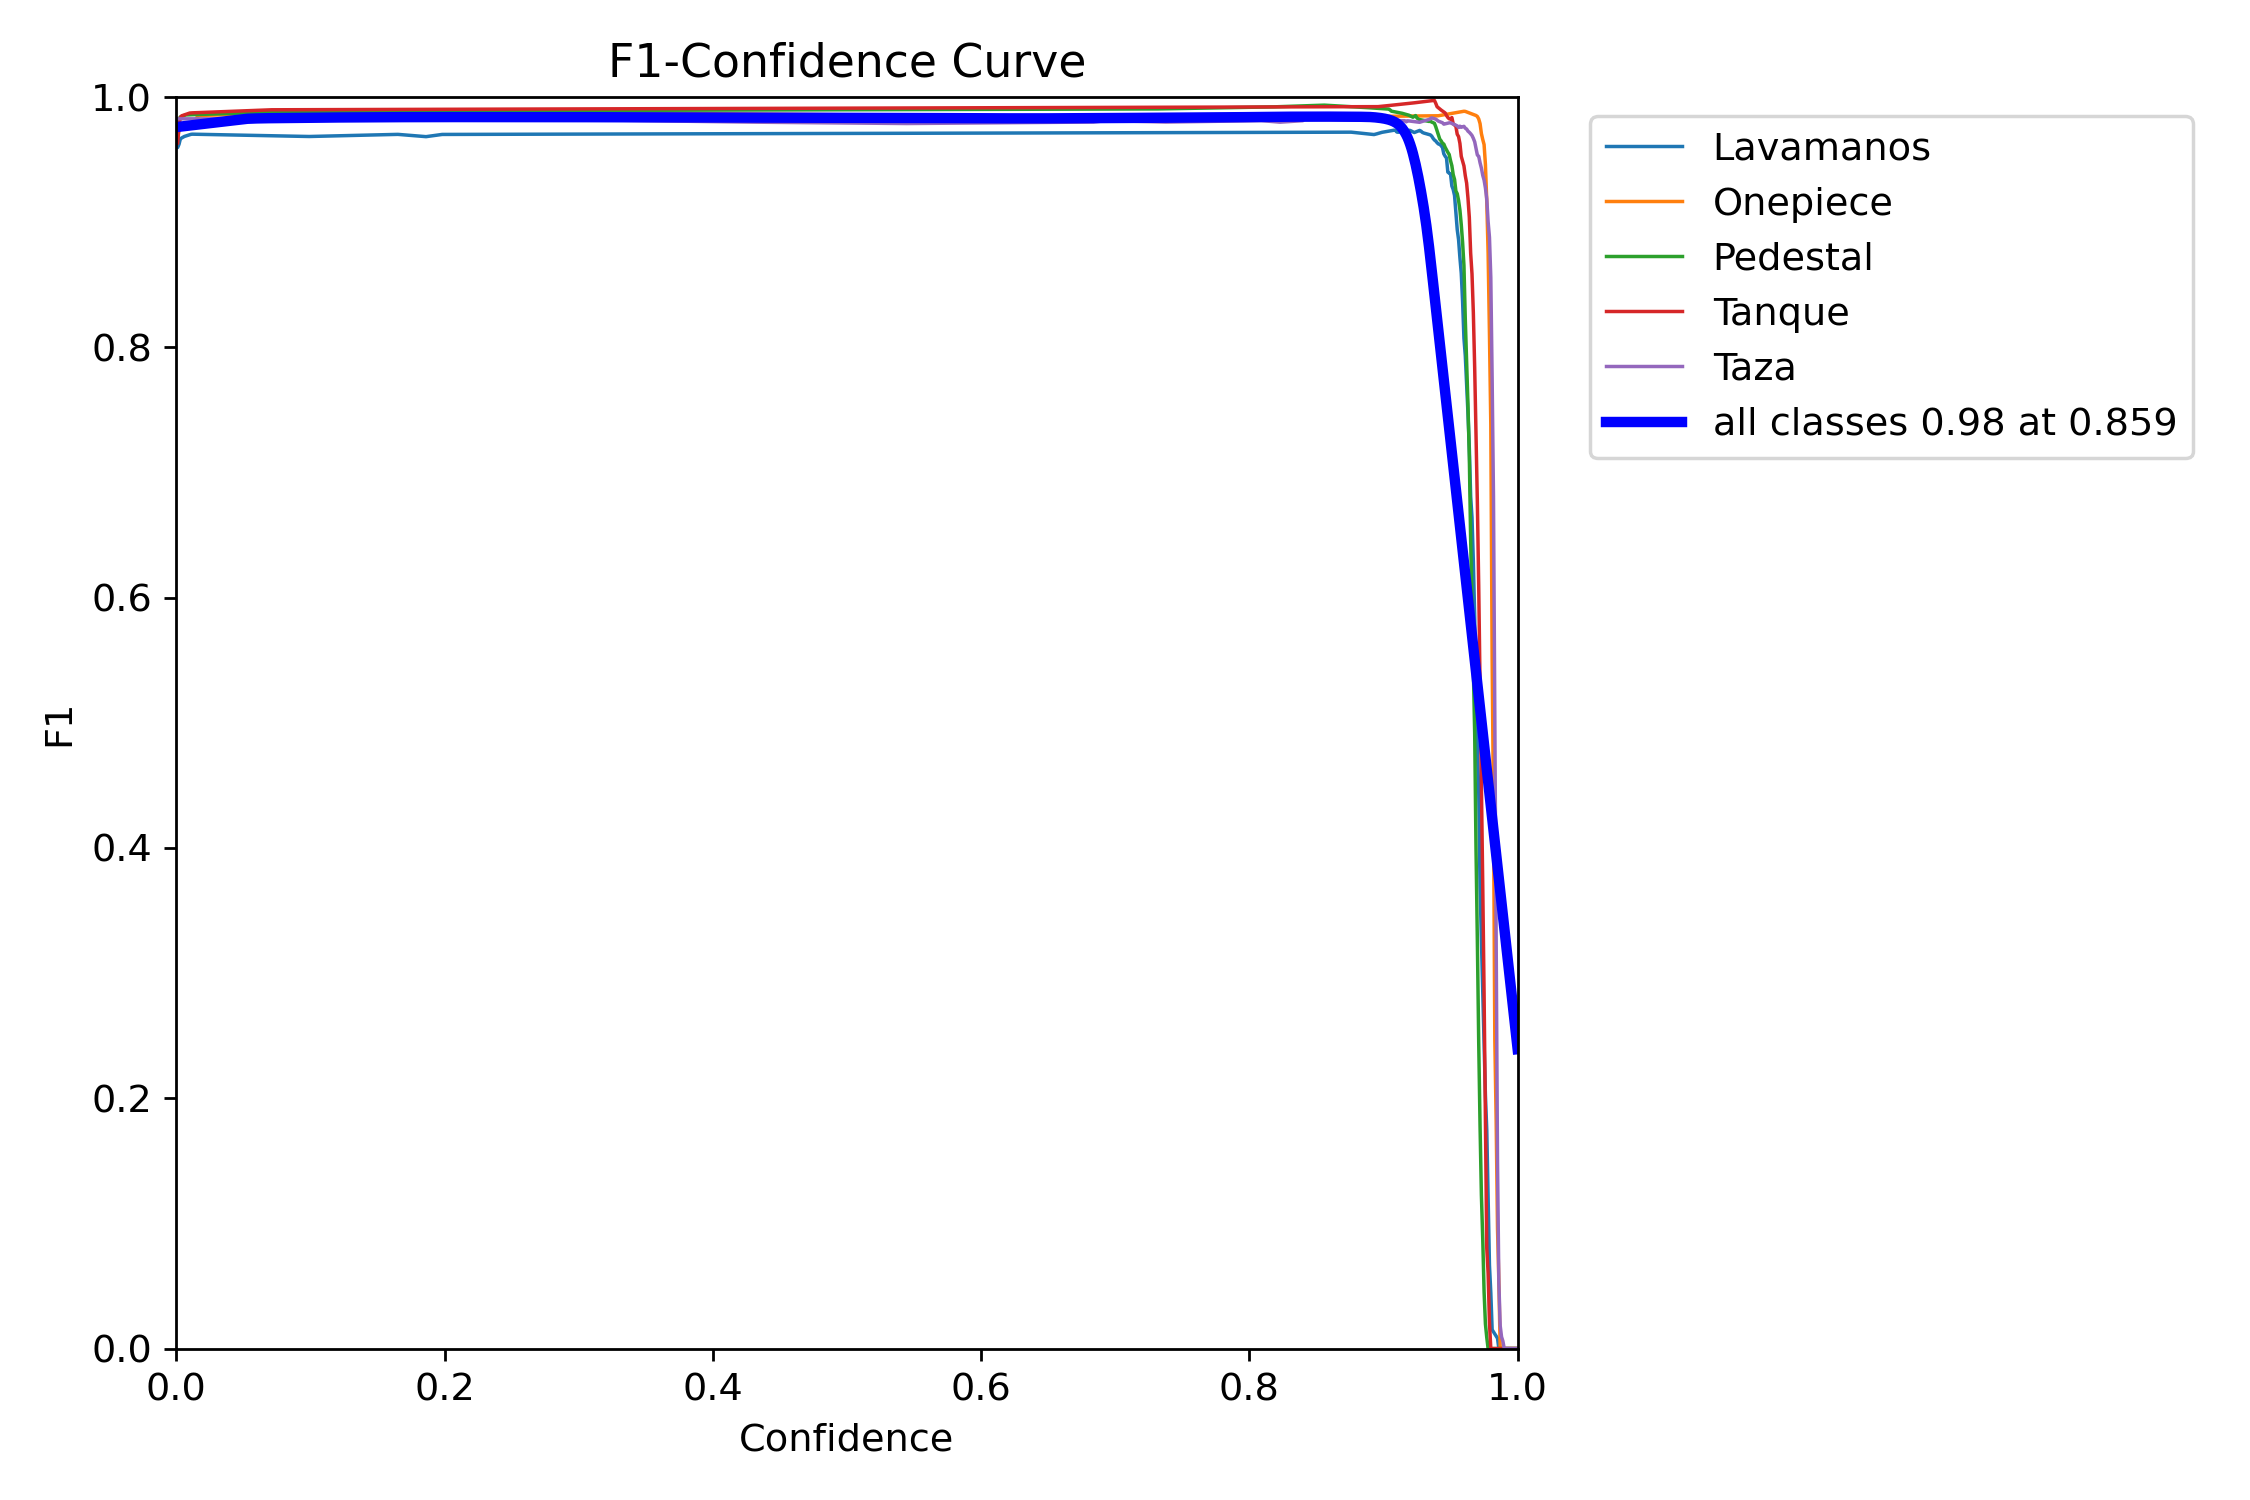 F1-Confidence Curve
1.0
0.8
0.6
0.4
0.2
0.0
F1
0.0 0.2 0.4 0.6 0.8 1.0
Confidence
Lavamanos
Onepiece
Pedestal
Tanque
Taza
all classes 0.98 at 0.859